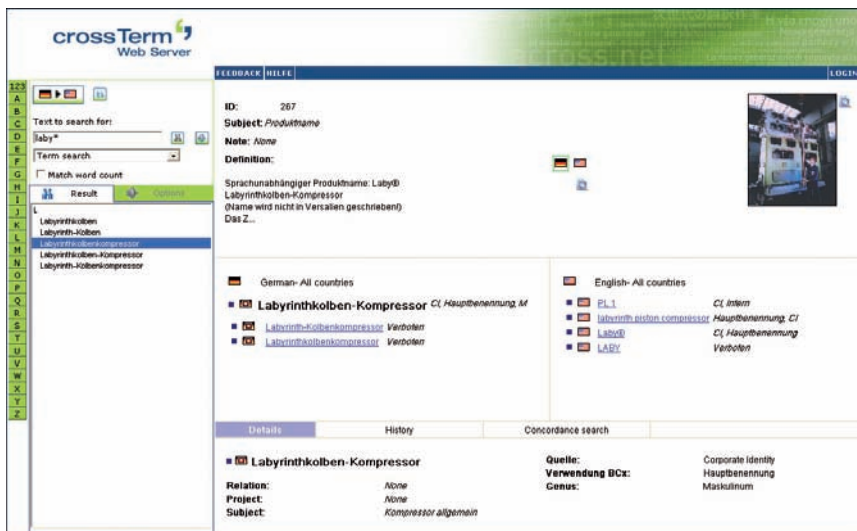 crossTerm
Web Server
across.net
FEEDBACK HILFE LOGIN
123
A
B
C
D
E
F
G
H
I
J
K
L
M
N
O
P
Q
R
S
T
U
V
W
X
Y
Z
Text to search for:
laby*
Term search
Match word count
Result Options
L
Labyrinthkolben
Labyrinth-Kolben
Labyrinthkolbenkompressor
Labyrinthkolben-Kompressor
Labyrinth-Kolbenkompressor
ID: 267
Subject: Produktname
Note: None
Definition:
Sprachunabhängiger Produktname: Laby®
Labyrinthkolben-Kompressor
(Name wird nicht in Versalien geschrieben!)
Das Z...
German- All countries
Labyrinthkolben-Kompressor CI, Hauptbenennung, M
Labyrinth-Kolbenkompressor Verboten
Labyrinthkolbenkompressor Verboten
English- All countries
PL 1 CI, Intern
labyrinth piston compressor Hauptbenennung, CI
Laby® CI, Hauptbenennung
LABY Verboten
Details History Concordance search
Labyrinthkolben-Kompressor
Relation: None
Project: None
Subject: Kompressor allgemein
Quelle: Corporate Identity
Verwendung BCx: Hauptbenennung
Genus: Maskulinum